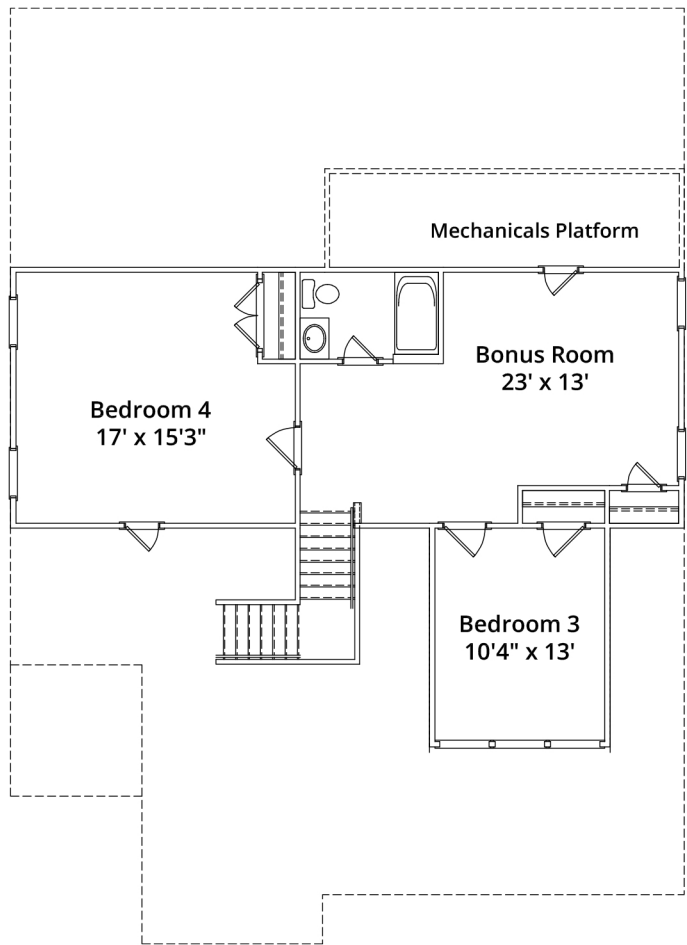 Mechanicals Platform
Bonus Room
23' x 13'
Bedroom 4
17' x 15'3"
Bedroom 3
10'4" x 13'